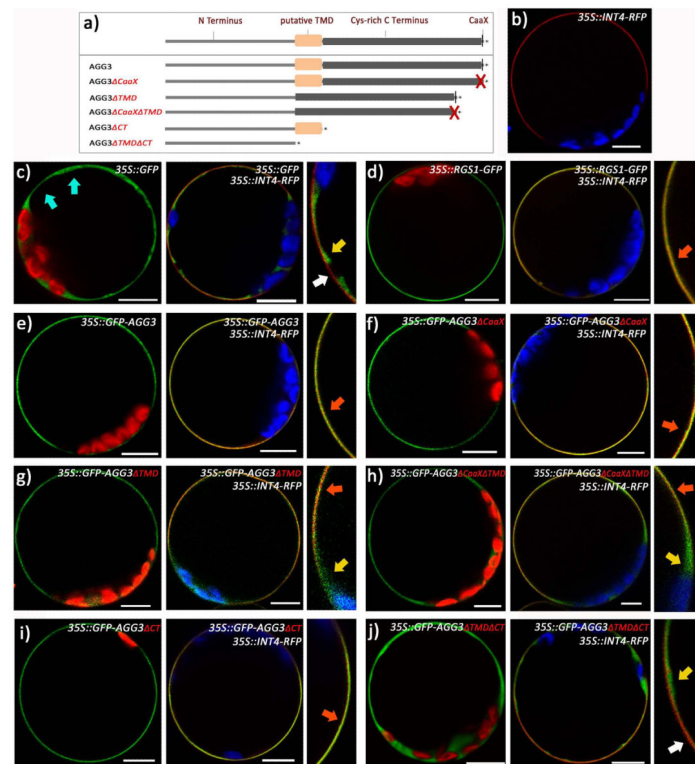 a)
N Terminus putative TMD Cys-rich C Terminus CaaX
*
AGG3 *
AGG3ΔCaaX X *
AGG3ΔTMD *
AGG3ΔCaaXΔTMD X *
AGG3ΔCT *
AGG3ΔTMDΔCT *
b) 35S::INT4-RFP
c) 35S::GFP
35S::GFP
35S::INT4-RFP
d) 35S::RGS1-GFP
35S::RGS1-GFP
35S::INT4-RFP
e) 35S::GFP-AGG3
35S::GFP-AGG3
35S::INT4-RFP
f) 35S::GFP-AGG3ΔCaaX
35S::GFP-AGG3ΔCaaX
35S::INT4-RFP
g) 35S::GFP-AGG3ΔTMD
35S::GFP-AGG3ΔTMD
35S::INT4-RFP
h) 35S::GFP-AGG3ΔCaaXΔTMD
35S::GFP-AGG3ΔCaaXΔTMD
35S::INT4-RFP
i) 35S::GFP-AGG3ΔCT
35S::GFP-AGG3ΔCT
35S::INT4-RFP
j) 35S::GFP-AGG3ΔTMDΔCT
35S::GFP-AGG3ΔTMDΔCT
35S::INT4-RFP